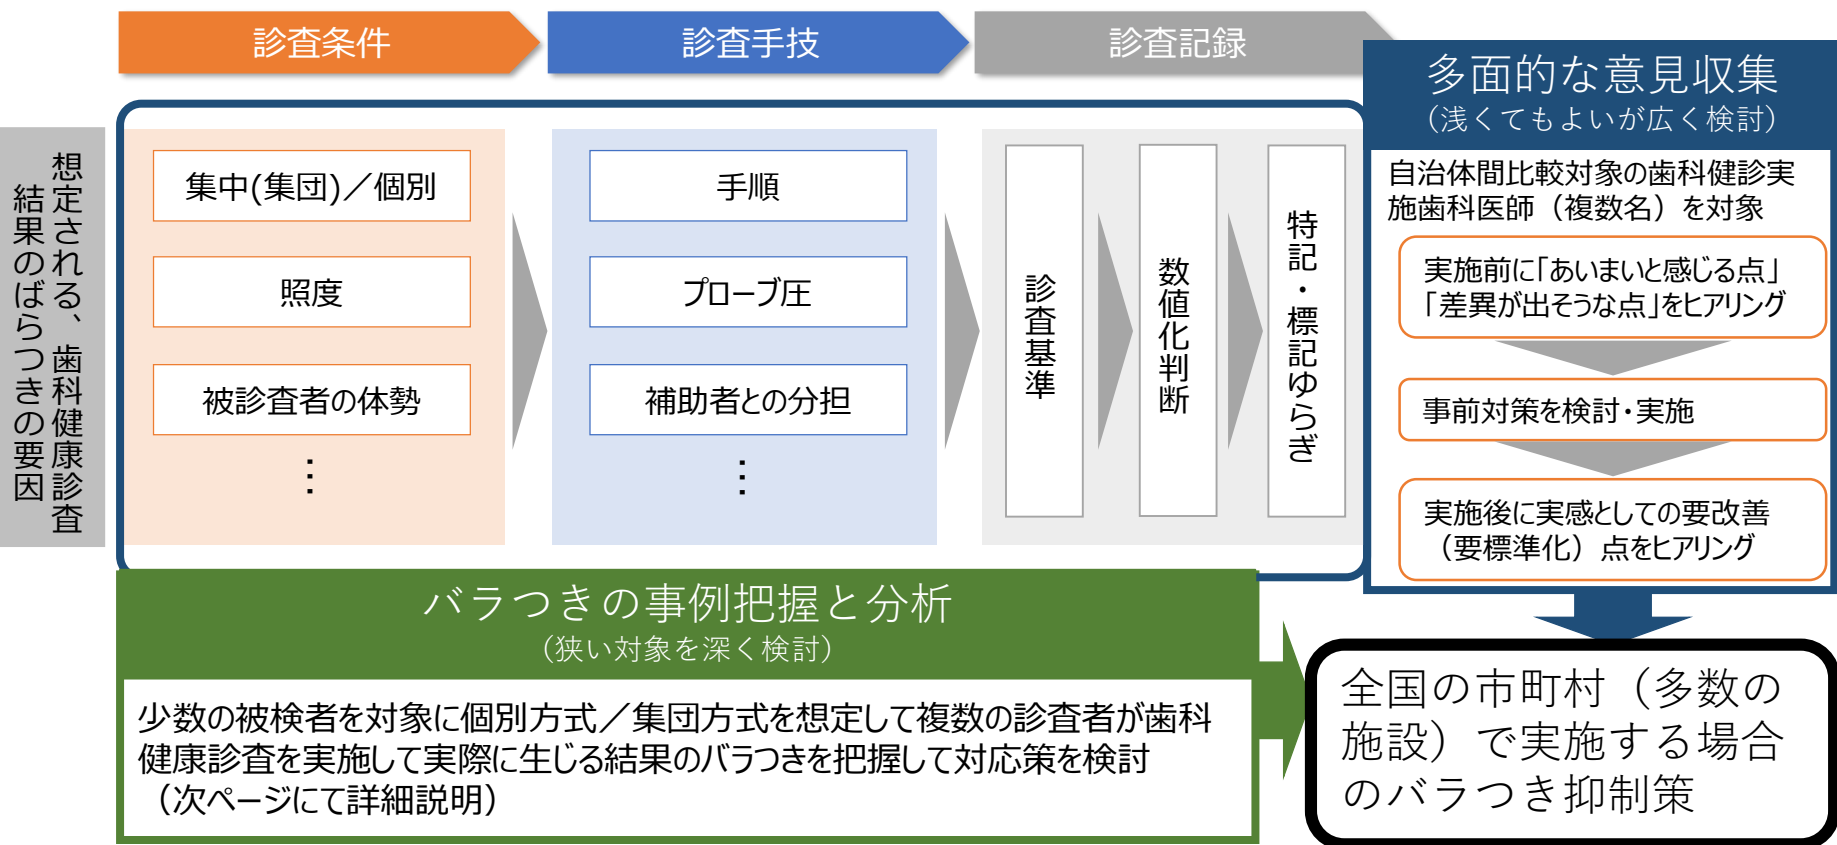 診査条件
診査手技
診査記録
想定される、歯科健康診査
結果のばらつきの要因
集中(集団)／個別
照度
被診査者の体勢
⋮
手順
プローブ圧
補助者との分担
⋮
診査基準
数値化判断
特記・標記ゆらぎ
多面的な意見収集
（浅くてもよいが広く検討）
自治体間比較対象の歯科健診実
施歯科医師（複数名）を対象
実施前に「あいまいと感じる点」
「差異が出そうな点」をヒアリング
事前対策を検討・実施
実施後に実感としての要改善
（要標準化）点をヒアリング
バラつきの事例把握と分析
（狭い対象を深く検討）
少数の被検者を対象に個別方式／集団方式を想定して複数の診査者が歯科
健康診査を実施して実際に生じる結果のバラつきを把握して対応策を検討
（次ページにて詳細説明）
全国の市町村（多数の
施設）で実施する場合
のバラつき抑制策